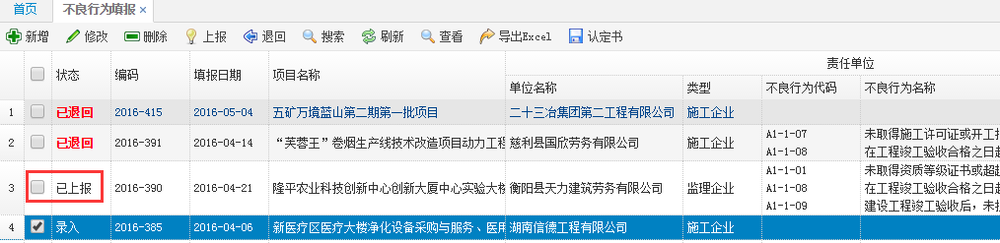 首页 不良行为填报 ×
新增 修改 删除 上报 退回 搜索 刷新 查看 导出Excel 认定书
状态 编码 填报日期 项目名称 责任单位
单位名称 类型 不良行为代码 不良行为名称
1 已退回 2016-415 2016-05-04 五矿万境蓝山第二期第一批项目 二十三冶集团第二工程有限公司 施工企业
2 已退回 2016-391 2016-04-14 “芙蓉王”卷烟生产线技术改造项目动力工程 慈利县国欣劳务有限公司 施工企业 A1-1-07 未取得施工许可证或开工报
A1-1-08 在工程竣工验收合格之日起
3 已上报 2016-390 2016-04-21 隆平农业科技创新中心创新大厦中心实验大楼 衡阳县天力建筑劳务有限公司 监理企业 A1-1-01 未取得资质等级证书或超越
A1-1-08 在工程竣工验收合格之日起
A1-1-09 建设工程竣工验收后，未按
4 录入 2016-385 2016-04-06 新医疗区医疗大楼净化设备采购与服务、医用 湖南信德工程有限公司 施工企业